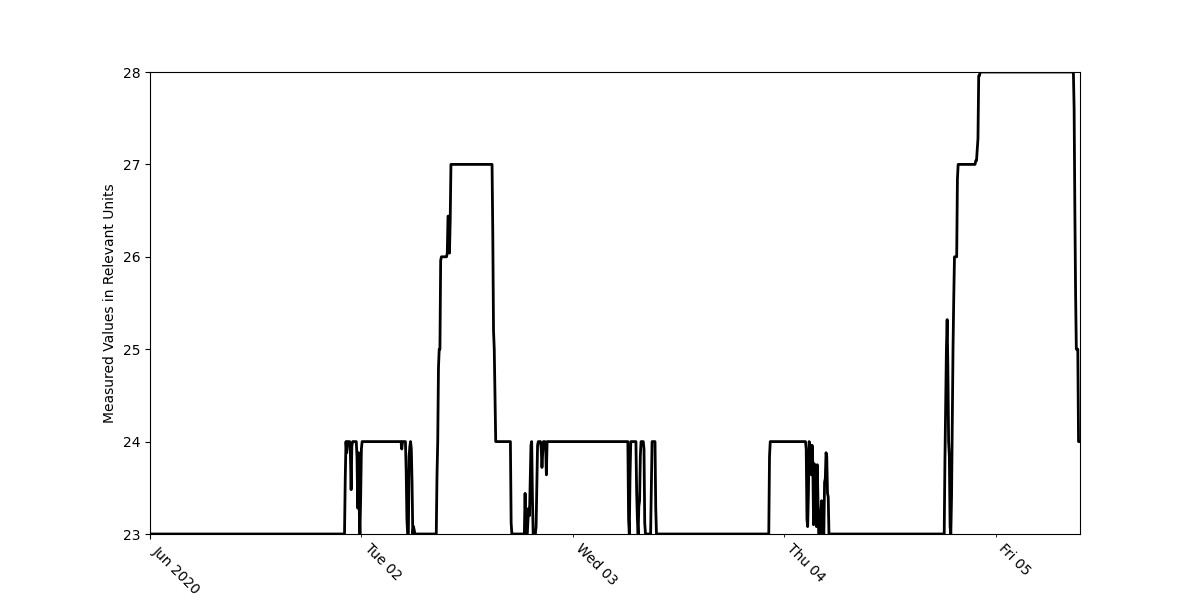 28
27
26
25
24
23
Measured Values in Relevant Units
Jun 2020
Tue 02
Wed 03
Thu 04
Fri 05